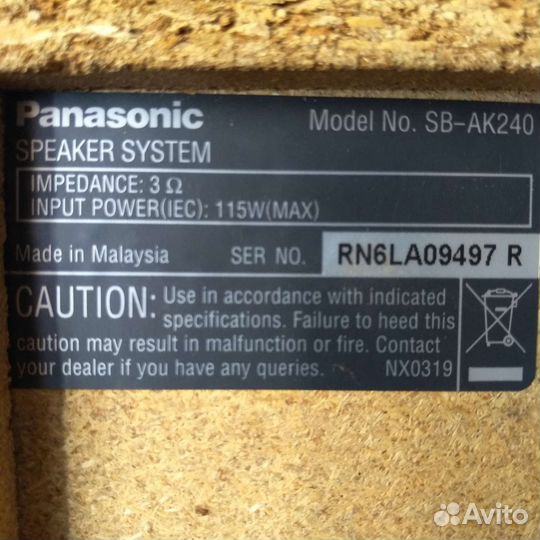 Panasonic Model No. SB-AK240
SPEAKER SYSTEM
IMPEDANCE: 3 Ω
INPUT POWER(IEC): 115W(MAX)
Made in Malaysia SER NO. RN6LA09497 R
CAUTION: Use in accordance with indicated
specifications. Failure to heed this
caution may result in malfunction or fire. Contact
your dealer if you have any queries. NX0319
Avito